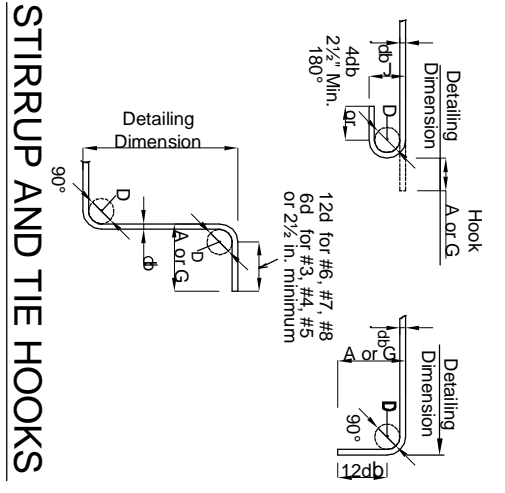 Hook
A or G
Detailing
Dimension
db
J
D
4db
or
2½" Min.
180°
Detailing
Dimension
db
G
A or G
D
90°
12db
Detailing
Dimension
90°
D
D
A or G
12d for #6, #7, #8
6d for #3, #4, #5
or 2½ in. minimum
STIRRUP AND TIE HOOKS